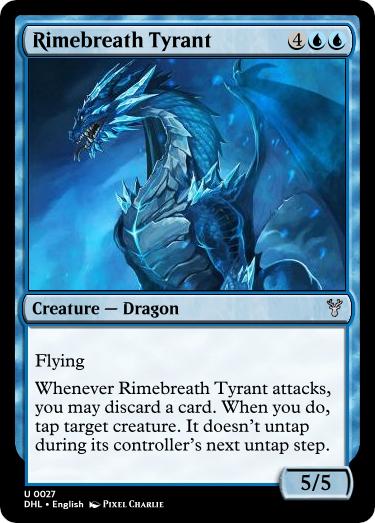 Rimebreath Tyrant 4
Creature — Dragon
Flying
Whenever Rimebreath Tyrant attacks,
you may discard a card. When you do,
tap target creature. It doesn't untap
during its controller's next untap step.
5/5
U 0027
DHL • English Pixel Charlie